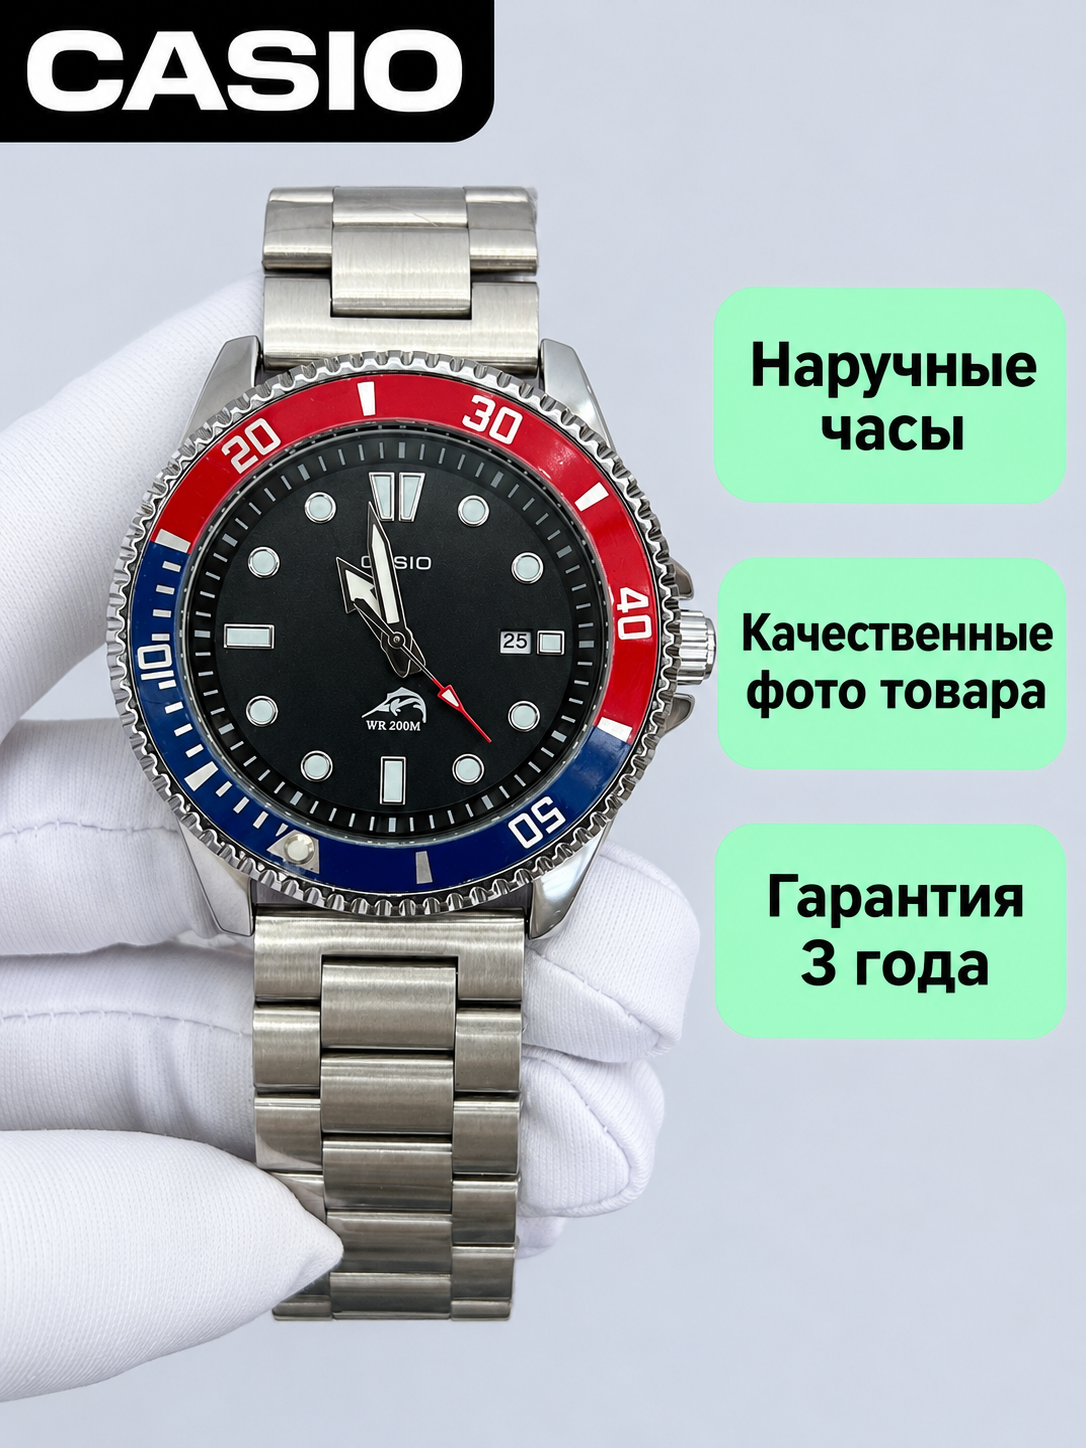 CASIO
Наручные
часы
Качественные
фото товара
Гарантия
3 года
20
30
40
50
10
CASIO
25
WR 200M